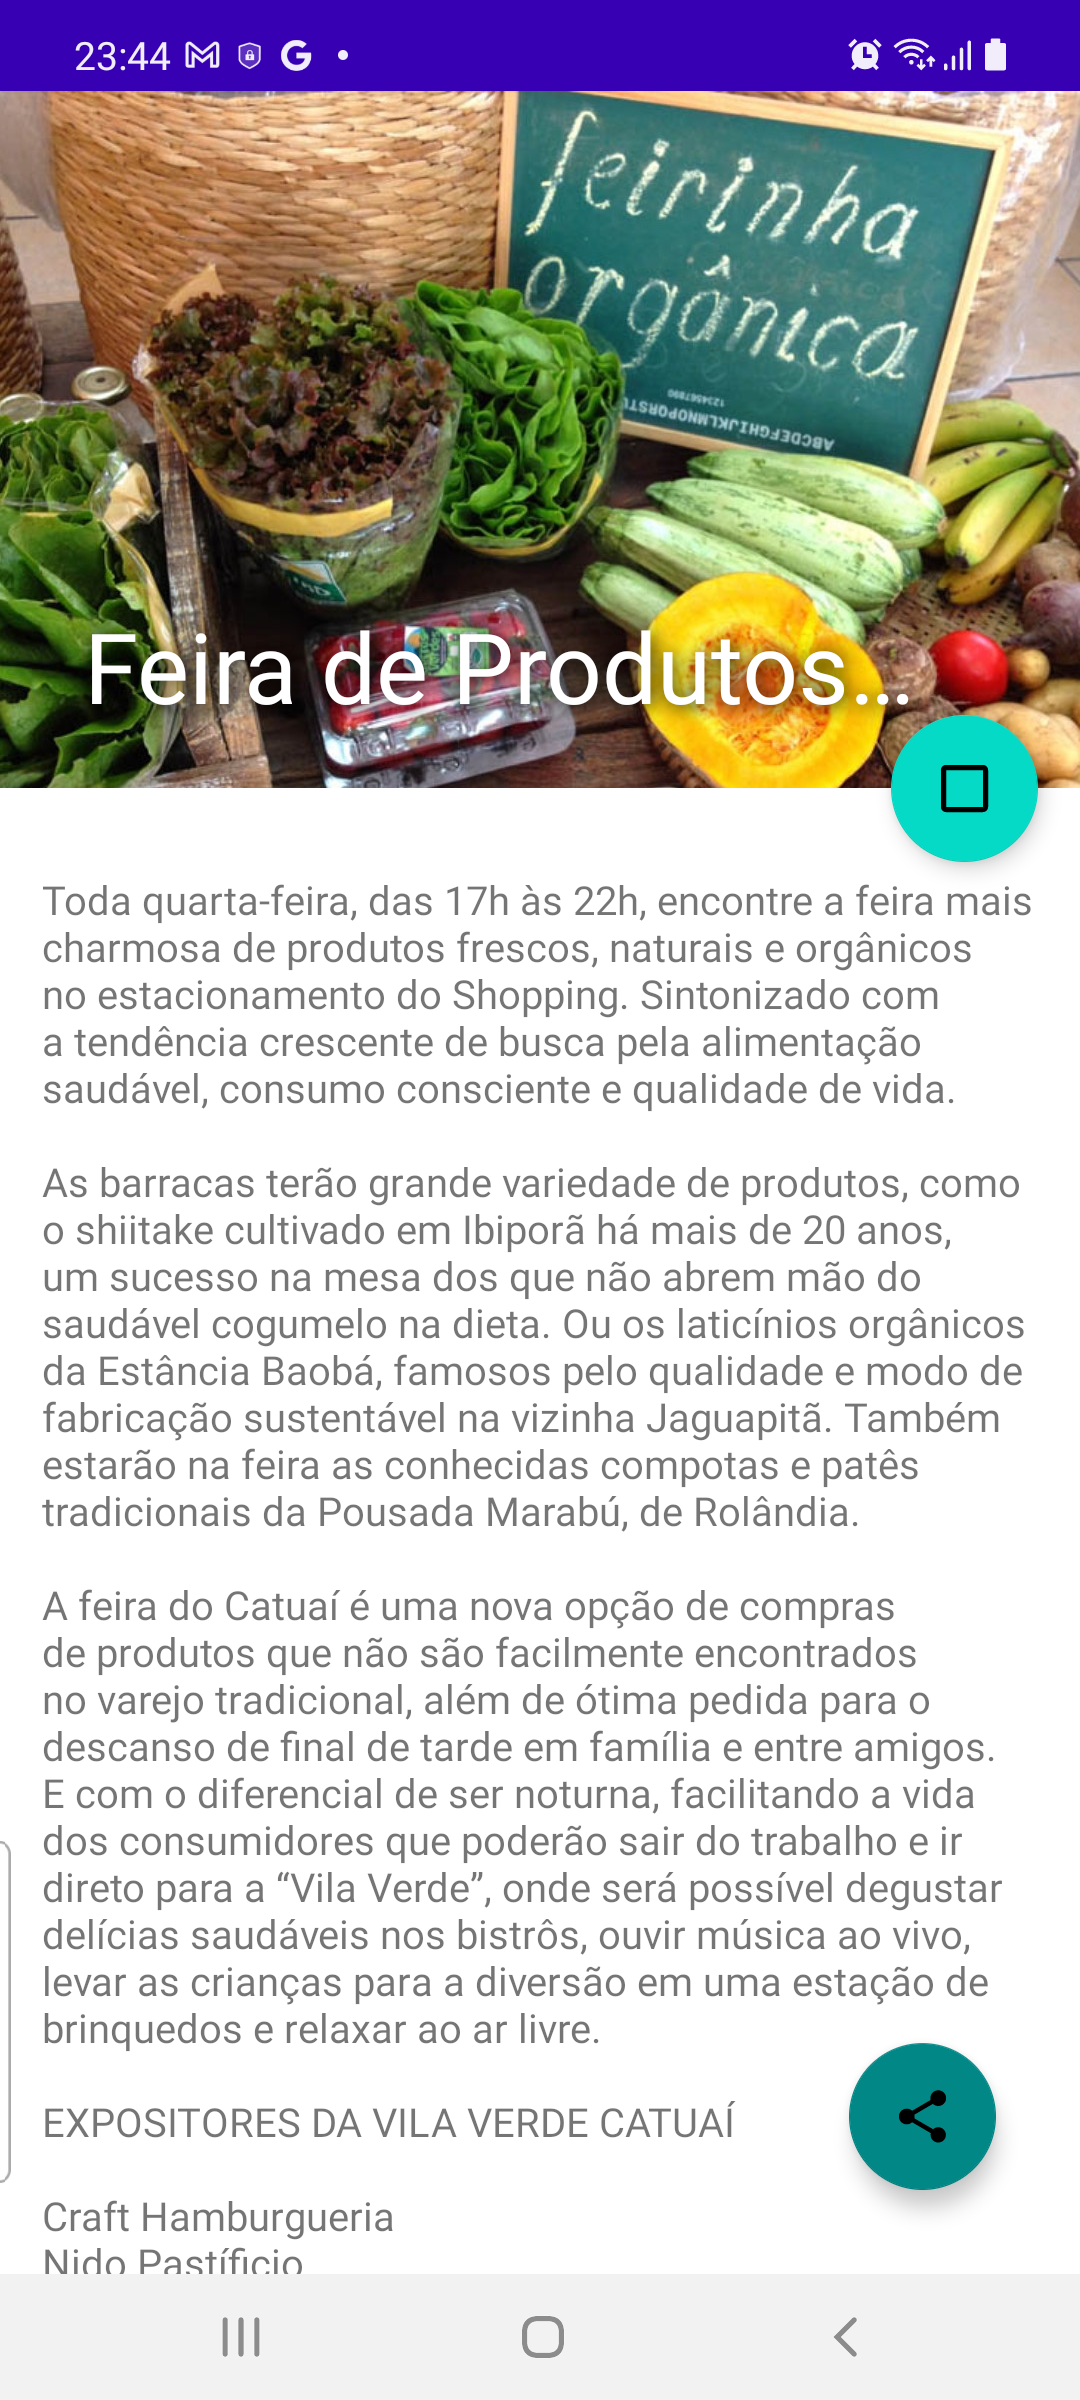 23:44
feirinha
orgânica
1234567890
ABCDEFGHIJKLMNOPQRSTU
Feira de Produtos...
Toda quarta-feira, das 17h às 22h, encontre a feira mais
charmosa de produtos frescos, naturais e orgânicos
no estacionamento do Shopping. Sintonizado com
a tendência crescente de busca pela alimentação
saudável, consumo consciente e qualidade de vida.
As barracas terão grande variedade de produtos, como
o shiitake cultivado em Ibiporã há mais de 20 anos,
um sucesso na mesa dos que não abrem mão do
saudável cogumelo na dieta. Ou os laticínios orgânicos
da Estância Baobá, famosos pelo qualidade e modo de
fabricação sustentável na vizinha Jaguapitã. Também
estarão na feira as conhecidas compotas e patês
tradicionais da Pousada Marabú, de Rolândia.
A feira do Catuaí é uma nova opção de compras
de produtos que não são facilmente encontrados
no varejo tradicional, além de ótima pedida para o
descanso de final de tarde em família e entre amigos.
E com o diferencial de ser noturna, facilitando a vida
dos consumidores que poderão sair do trabalho e ir
direto para a “Vila Verde”, onde será possível degustar
delícias saudáveis nos bistrôs, ouvir música ao vivo,
levar as crianças para a diversão em uma estação de
brinquedos e relaxar ao ar livre.
EXPOSITORES DA VILA VERDE CATUAÍ
Craft Hamburgueria
Nido Pastíficio